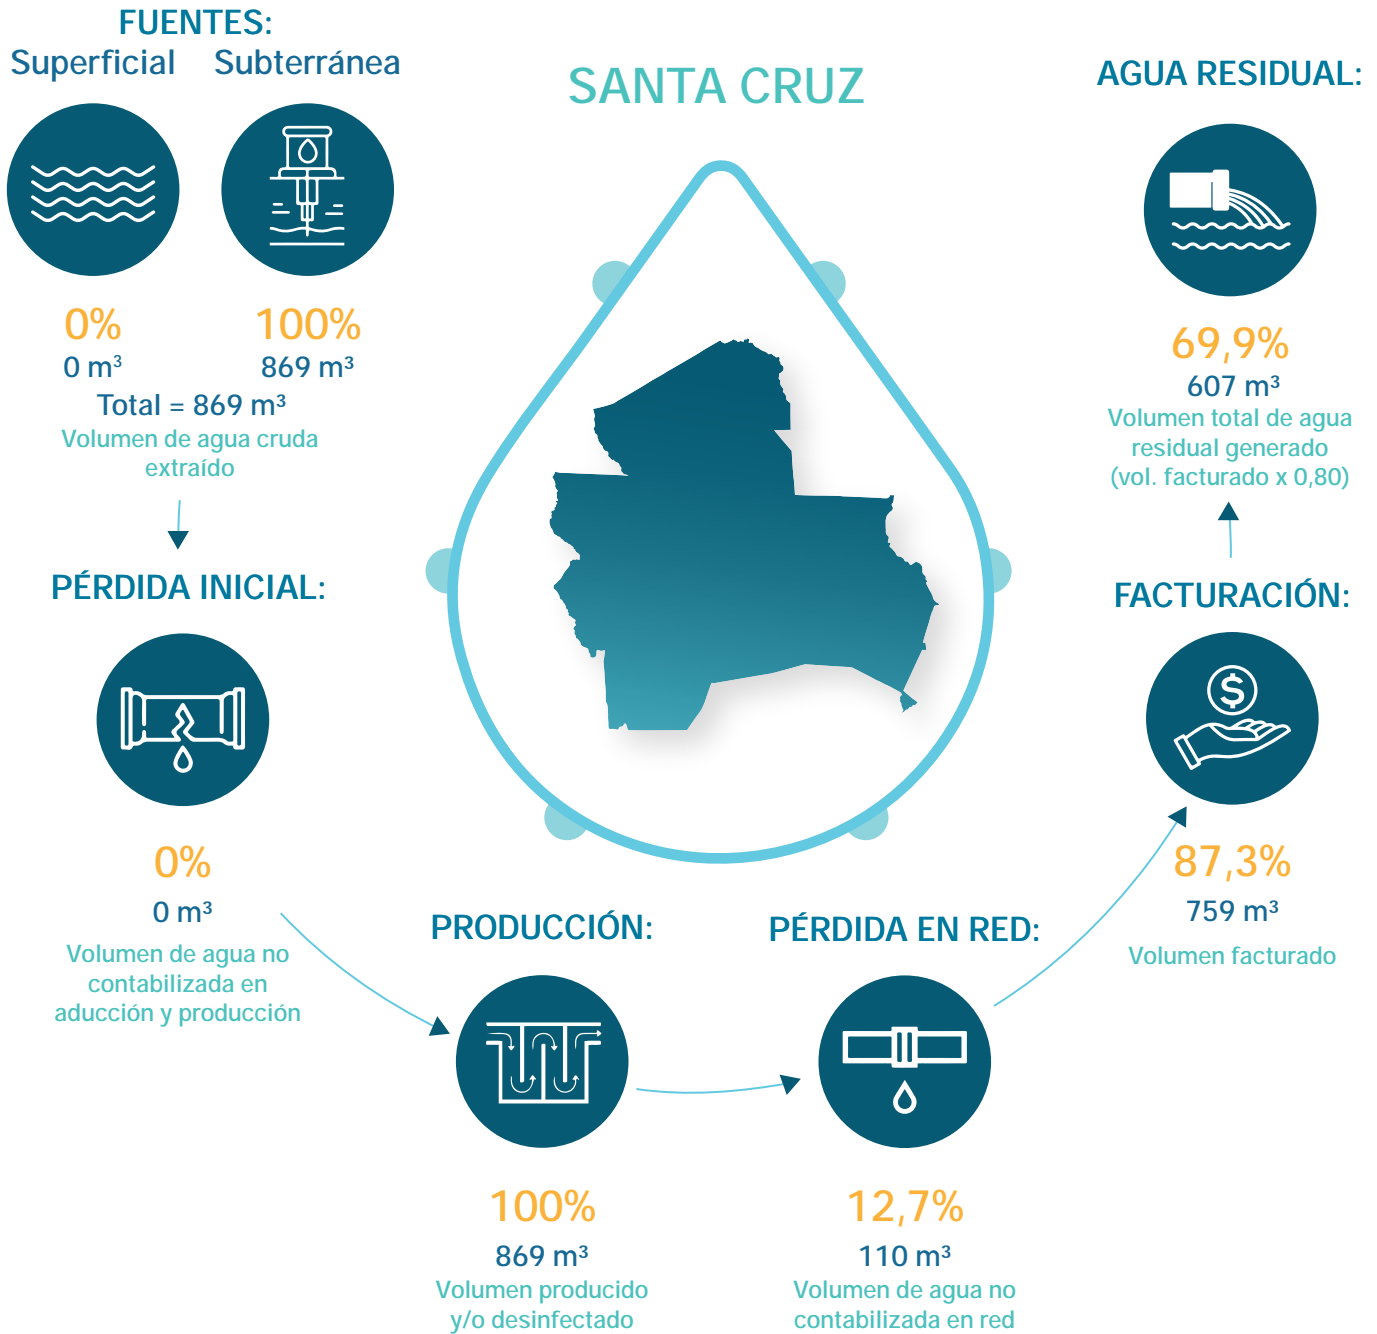 FUENTES:
Superficial
Subterránea
0%
0 m³
100%
869 m³
Total = 869 m³
Volumen de agua cruda
extraído
PÉRDIDA INICIAL:
0%
0 m³
Volumen de agua no
contabilizada en
aducción y producción
SANTA CRUZ
PRODUCCIÓN:
100%
869 m³
Volumen producido
y/o desinfectado
PÉRDIDA EN RED:
12,7%
110 m³
Volumen de agua no
contabilizada en red
FACTURACIÓN:
$
87,3%
759 m³
Volumen facturado
AGUA RESIDUAL:
69,9%
607 m³
Volumen total de agua
residual generado
(vol. facturado x 0,80)